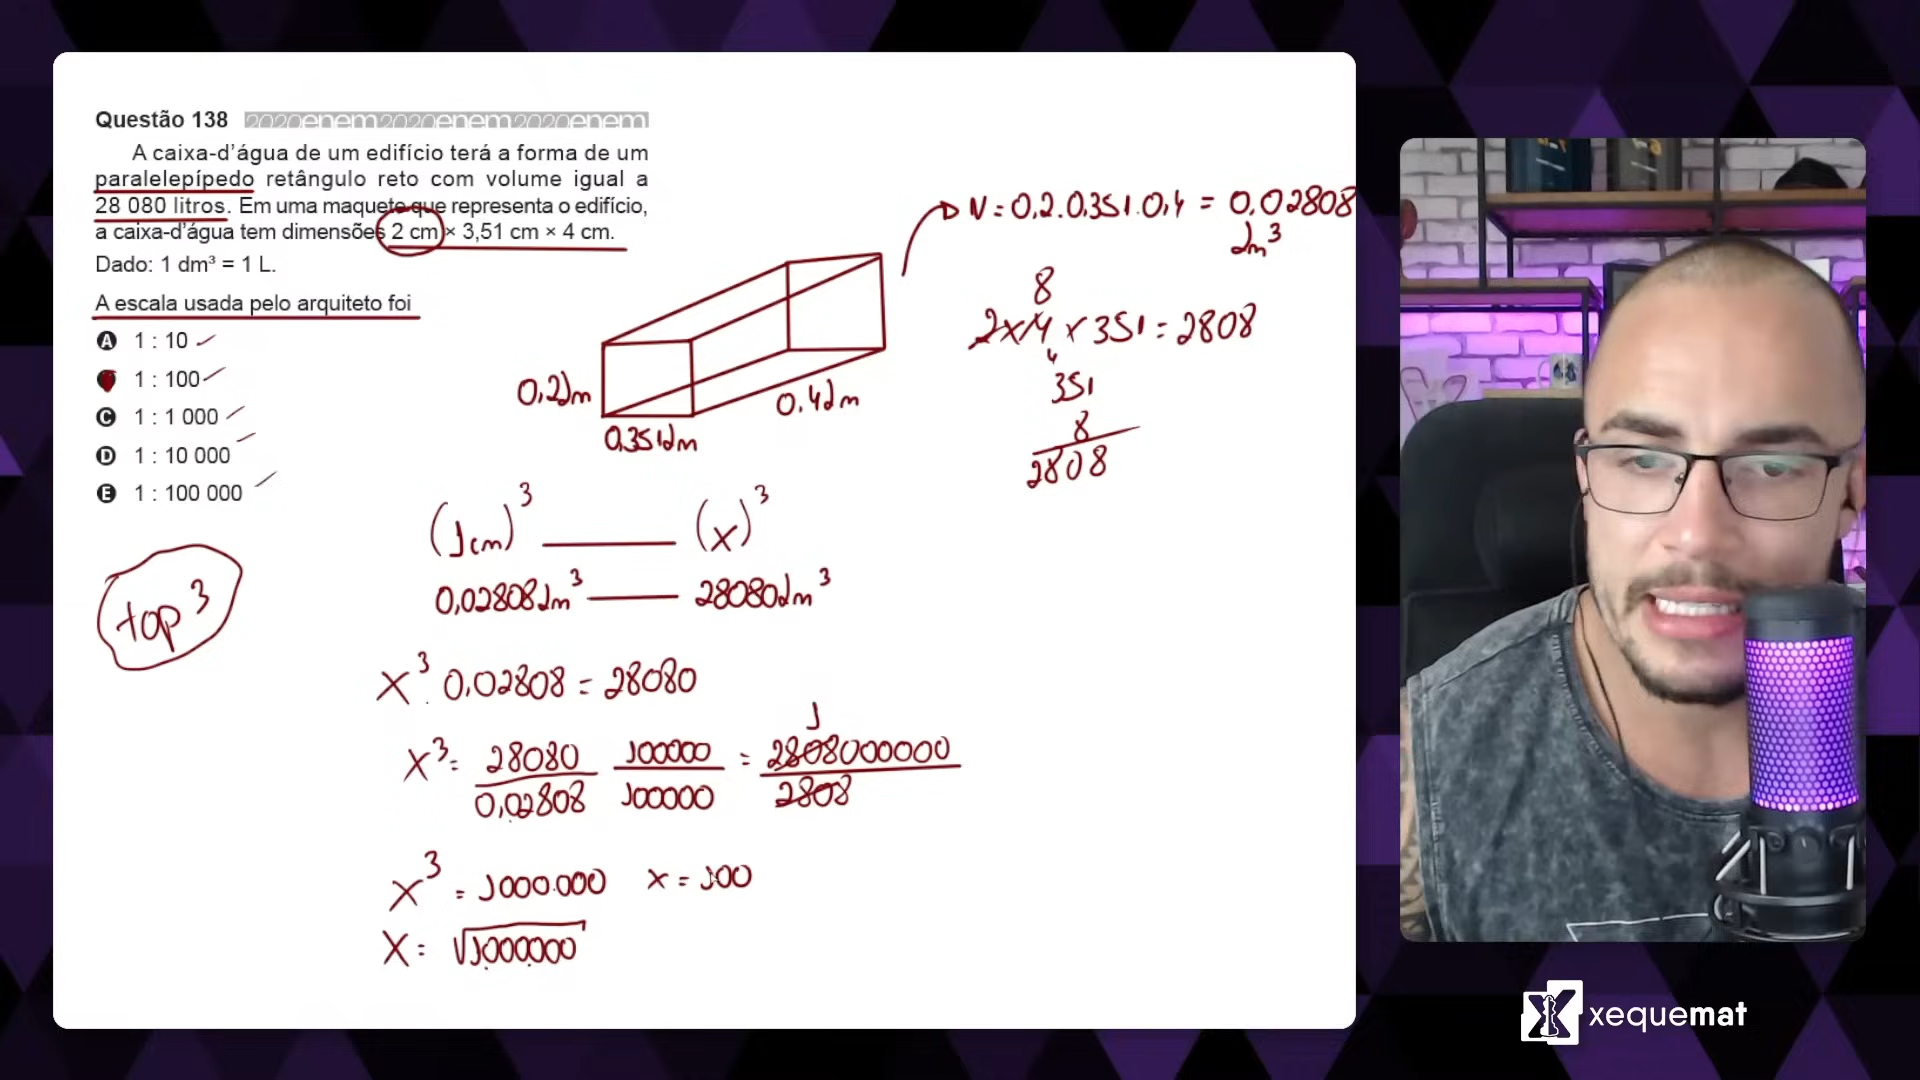 Questão 138 2020enem2020enem2020enem
A caixa-d’água de um edifício terá a forma de um
paralelepípedo retângulo reto com volume igual a
28 080 litros. Em uma maquete que representa o edifício,
a caixa-d’água tem dimensões 2 cm × 3,51 cm × 4 cm.
Dado: 1 dm³ = 1 L.
A escala usada pelo arquiteto foi
A 1 : 10
1 : 100
C 1 : 1 000
D 1 : 10 000
E 1 : 100 000
top 3
0,2dm
0,351dm
0,4dm
V = 0,2.0,351.0,4 = 0,02808
dm³
8
2x4 x 351 = 2808
4
351
8
2808
(1cm)³ (x)³
0,02808dm³ 28080dm³
x³. 0,02808 = 28080
1
x³= 28080 100000 = 2808000000
0,02808 100000 2808
x³ = 1000.000 x = 100
x= √1000000
xequemat